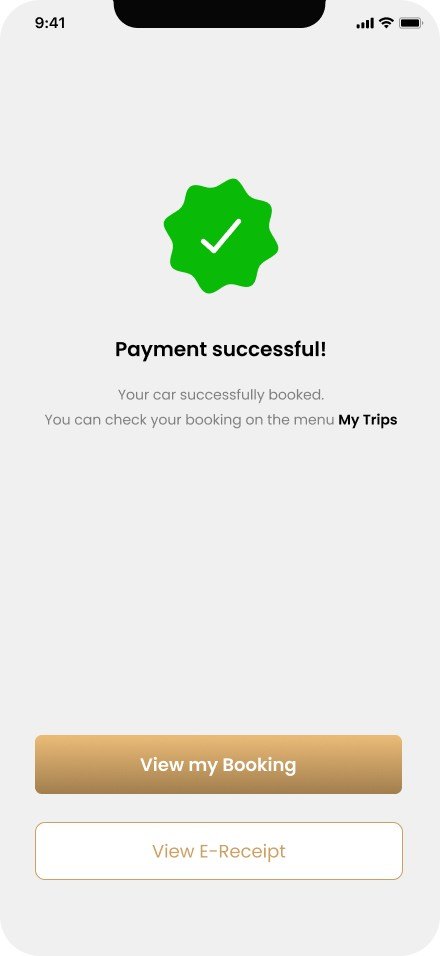 9:41
Payment successful!
Your car successfully booked.
You can check your booking on the menu My Trips
View my Booking
View E-Receipt